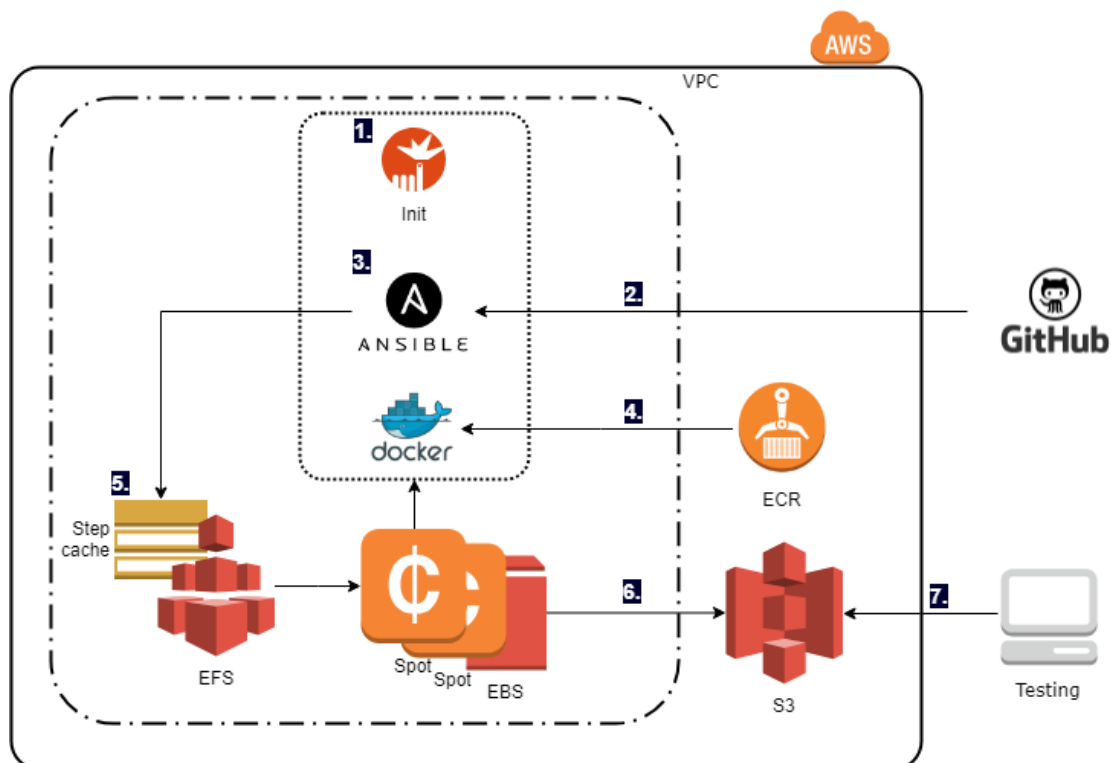 AWS
VPC
1.
Init
3.
2.
ANSIBLE
GitHub
4.
docker
ECR
5.
Step
cache
6.
7.
EFS
Spot
Spot
EBS
S3
Testing